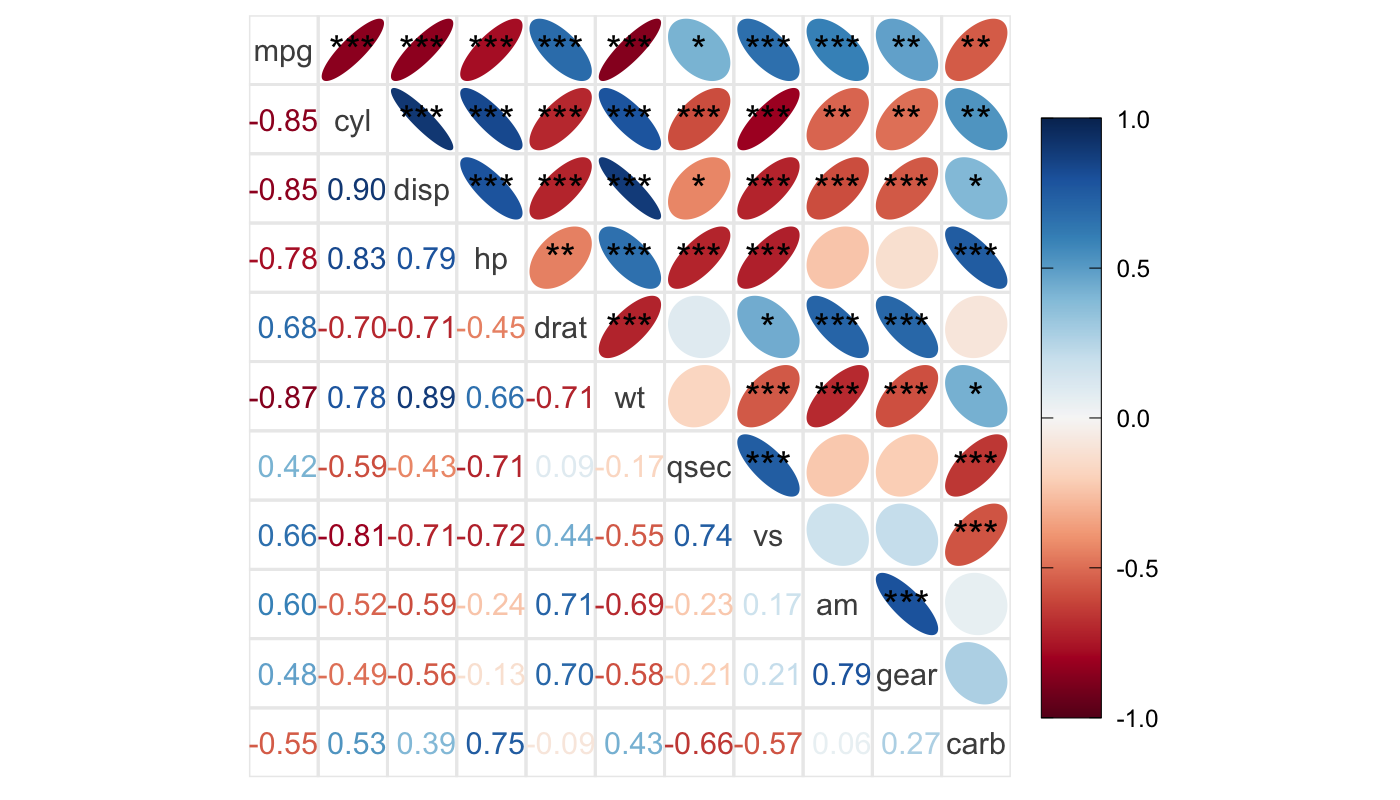 mpg *** *** *** *** *** * *** *** ** **
-0.85 cyl *** *** *** *** *** *** ** ** **
-0.85 0.90 disp *** *** *** * *** *** *** *
-0.78 0.83 0.79 hp ** *** *** *** ***
0.68 -0.70 -0.71 -0.45 drat *** * *** ***
-0.87 0.78 0.89 0.66 -0.71 wt *** *** *** *
0.42 -0.59 -0.43 -0.71 0.09 -0.17 qsec *** ***
0.66 -0.81 -0.71 -0.72 0.44 -0.55 0.74 vs ***
0.60 -0.52 -0.59 -0.24 0.71 -0.69 -0.23 0.17 am ***
0.48 -0.49 -0.56 -0.13 0.70 -0.58 -0.21 0.21 0.79 gear
-0.55 0.53 0.39 0.75 -0.09 0.43 -0.66 -0.57 0.06 0.27 carb
1.0
0.5
0.0
-0.5
-1.0